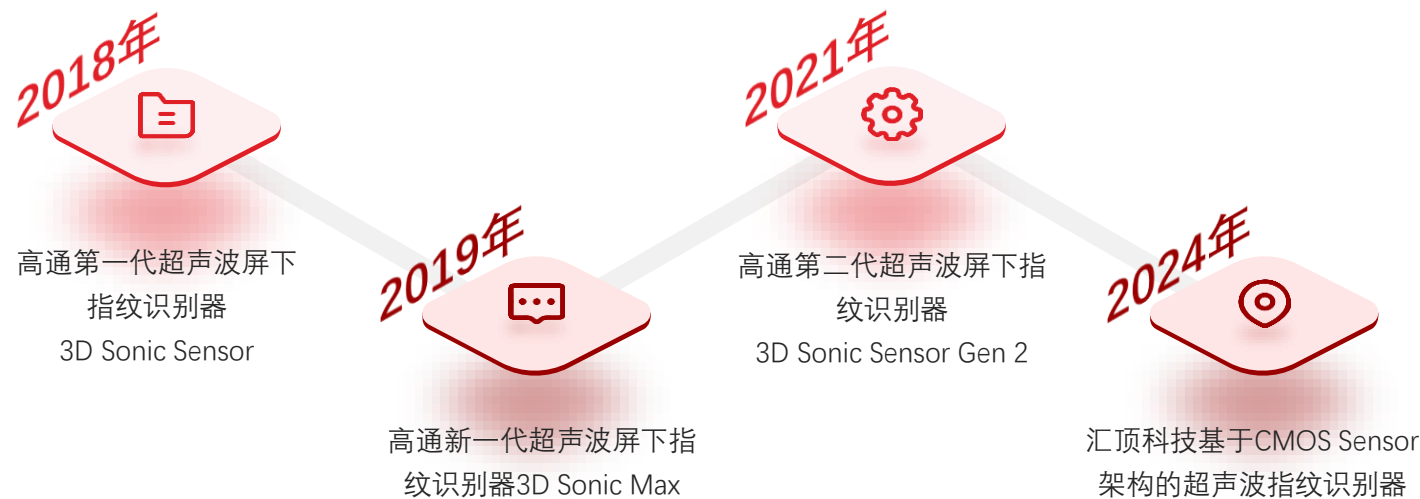 2018年
高通第一代超声波屏下
指纹识别器
3D Sonic Sensor
2019年
高通新一代超声波屏下指
纹识别器3D Sonic Max
2021年
高通第二代超声波屏下指
纹识别器
3D Sonic Sensor Gen 2
2024年
汇顶科技基于CMOS Sensor
架构的超声波指纹识别器